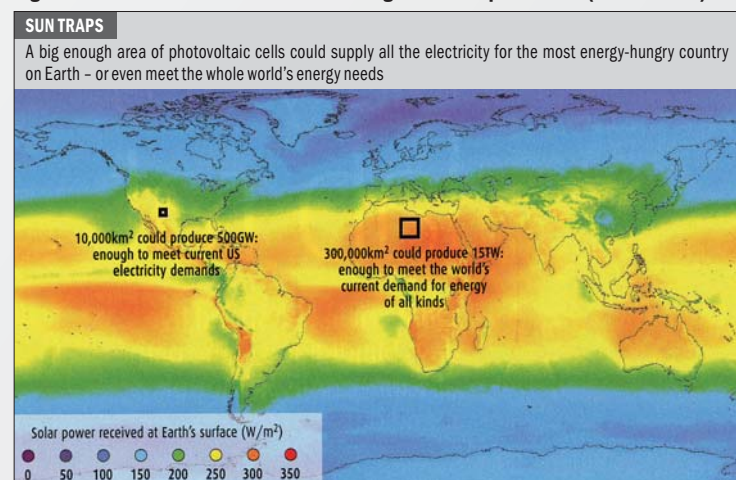 SUN TRAPS
A big enough area of photovoltaic cells could supply all the electricity for the most energy-hungry country
on Earth – or even meet the whole world's energy needs
10,000km² could produce 500GW:
enough to meet current US
electricity demands
300,000km² could produce 15TW:
enough to meet the world's
current demand for energy
of all kinds
Solar power received at Earth's surface (W/m²)
0 50 100 150 200 250 300 350